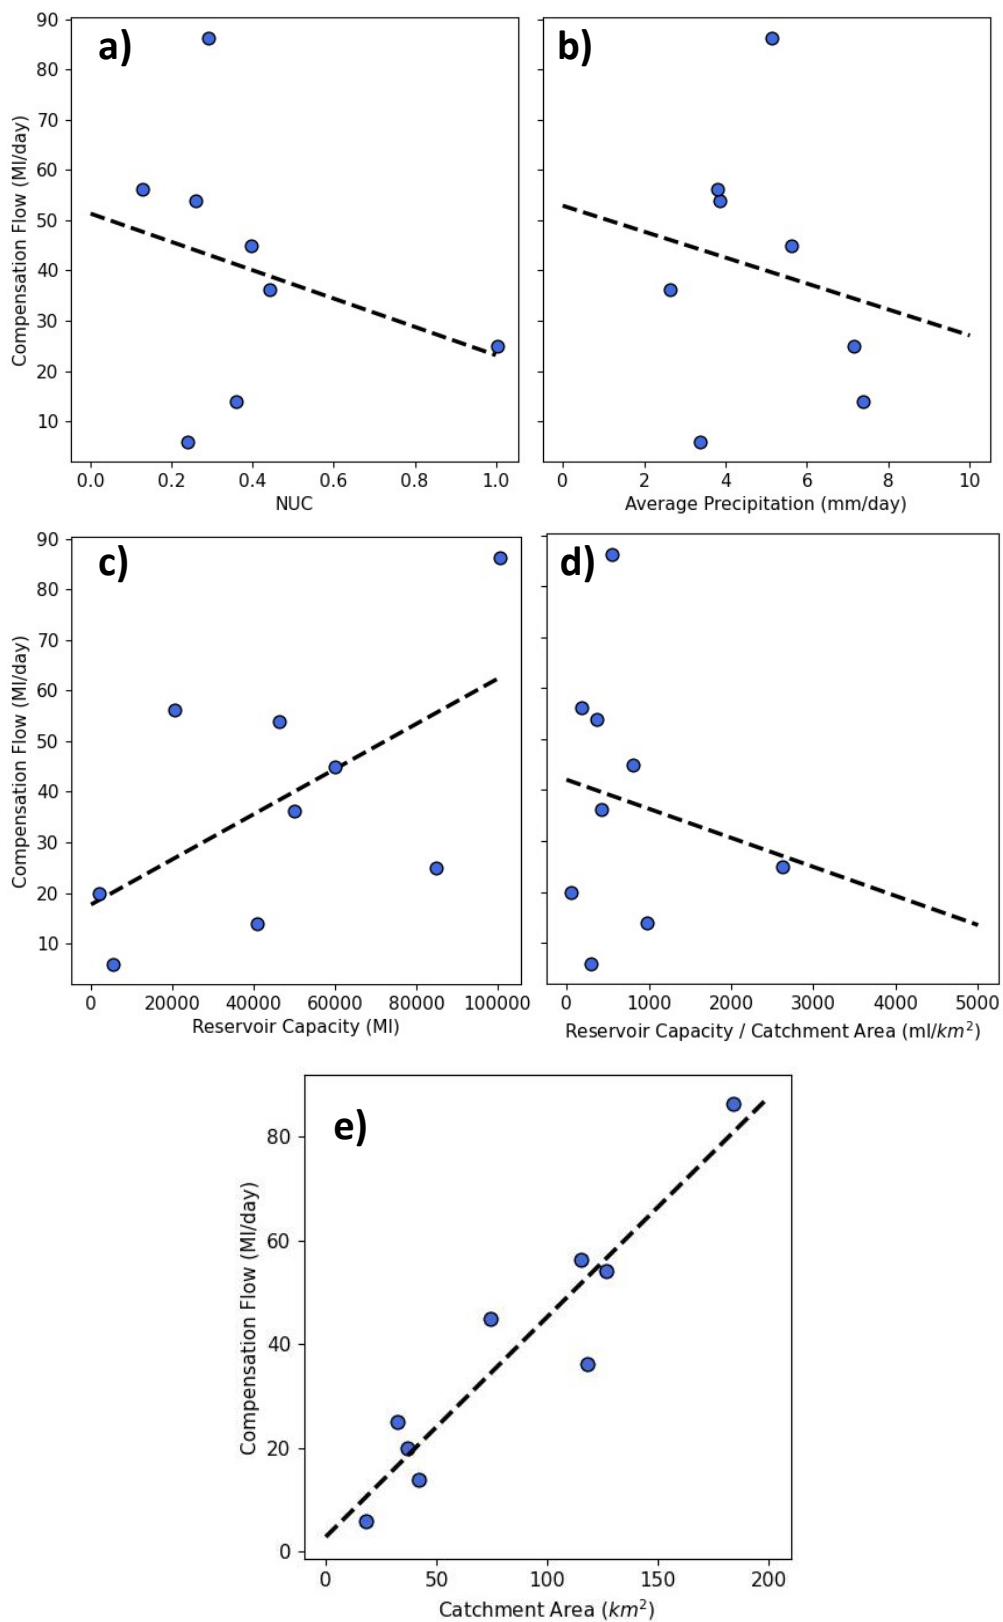 a)
90
80
70
60
50
40
30
20
10
Compensation Flow (Ml/day)
0.0 0.2 0.4 0.6 0.8 1.0
NUC
b)
0 2 4 6 8 10
Average Precipitation (mm/day)
c)
90
80
70
60
50
40
30
20
10
Compensation Flow (Ml/day)
0 20000 40000 60000 80000 100000
Reservoir Capacity (Ml)
d)
0 1000 2000 3000 4000 5000
Reservoir Capacity / Catchment Area (ml/km²)
e)
80
60
40
20
0
Compensation Flow (Ml/day)
0 50 100 150 200
Catchment Area (km²)